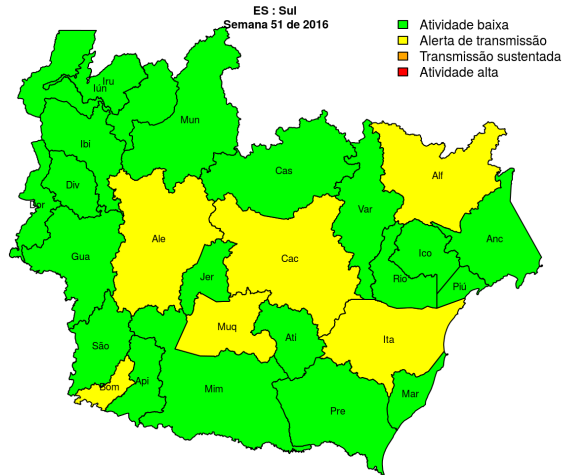 ES : Sul
Semana 51 de 2016
Atividade baixa
Alerta de transmissão
Transmissão sustentada
Atividade alta
Iru
Iún
Mun
Ibi
Cas
Alf
Div
Dor
Var
Ale
Anc
Ico
Gua
Cac
Jer
Rio
Piú
Muq
Ati
Ita
São
Bom
Api
Mim
Mar
Pre